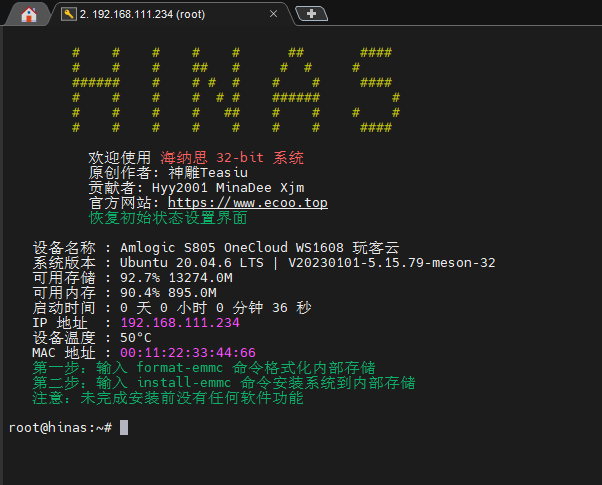 2. 192.168.111.234 (root)
HINAS
欢迎使用 海纳思 32-bit 系统
原创作者: 神雕Teasiu
贡献者: Hyy2001 MinaDee Xjm
官方网站: https://www.ecoo.top
恢复初始状态设置界面
设备名称 : Amlogic S805 OneCloud WS1608 玩客云
系统版本 : Ubuntu 20.04.6 LTS | V20230101-5.15.79-meson-32
可用存储 : 92.7% 13274.0M
可用内存 : 90.4% 895.0M
启动时间 : 0 天 0 小时 0 分钟 36 秒
IP 地址 : 192.168.111.234
设备温度 : 50°C
MAC 地址 : 00:11:22:33:44:66
第一步: 输入 format-emmc 命令格式化内部存储
第二步: 输入 install-emmc 命令安装系统到内部存储
注意: 未完成安装前没有任何软件功能
root@hinas:~#